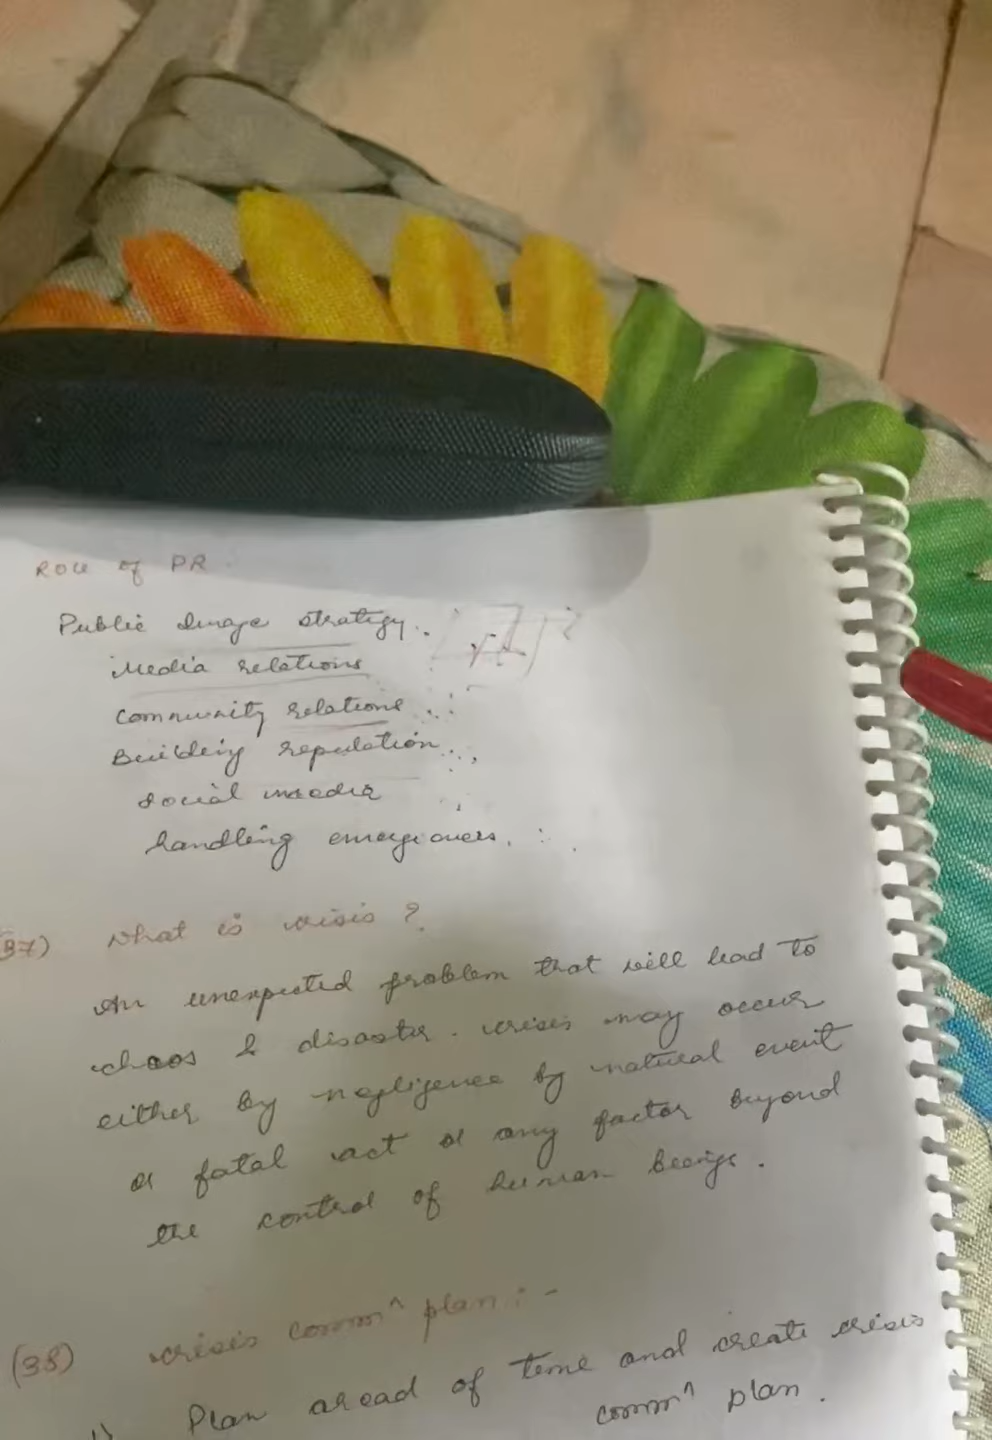 Role of PR
Public Image strategy.
Media relations
Community relations
Building reputation
social media
handling
(37) What is crisis ?
An unexpected problem that will lead to
chaos & disaster. crisis may occur
either by negligence by natural event
or fatal act or any factor beyond
the control of human beings.
(38) crisis comm^n plan :-
1) Plan ahead of time and create crisis
comm^n plan.